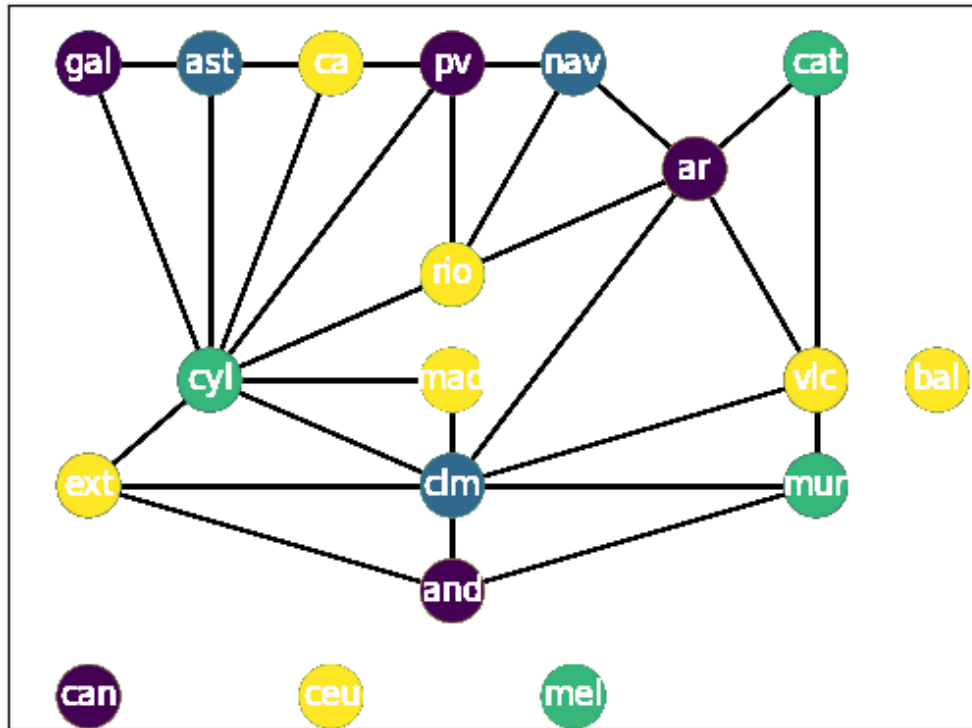 gal ast ca pv nav cat
ar
rio
cyl mad vlc bal
ext clm mur
and
can ceu mel